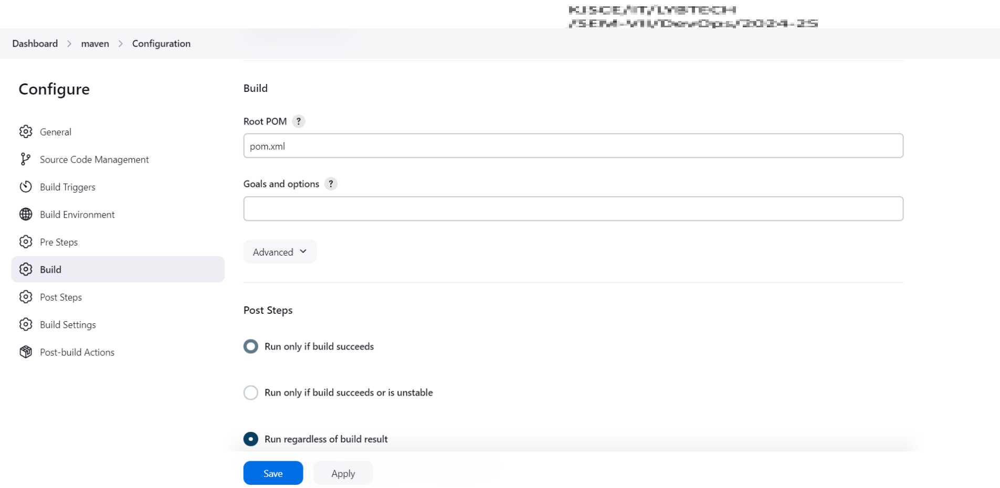 KJSCE/IT/LYBTECH
/SEM-VII/DevOps/2024-25
Dashboard > maven > Configuration
Configure
General
Source Code Management
Build Triggers
Build Environment
Pre Steps
Build
Post Steps
Build Settings
Post-build Actions
Build
Root POM ?
pom.xml
Goals and options ?
Advanced
Post Steps
Run only if build succeeds
Run only if build succeeds or is unstable
Run regardless of build result
Save
Apply